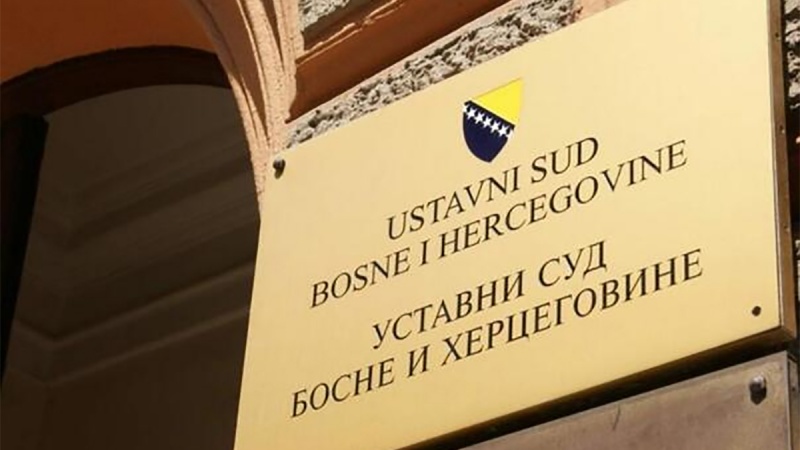 USTAVNI SUD
BOSNE I HERCEGOVINE
УСТАВНИ СУД
БОСНЕ И ХЕРЦЕГОВИНЕ